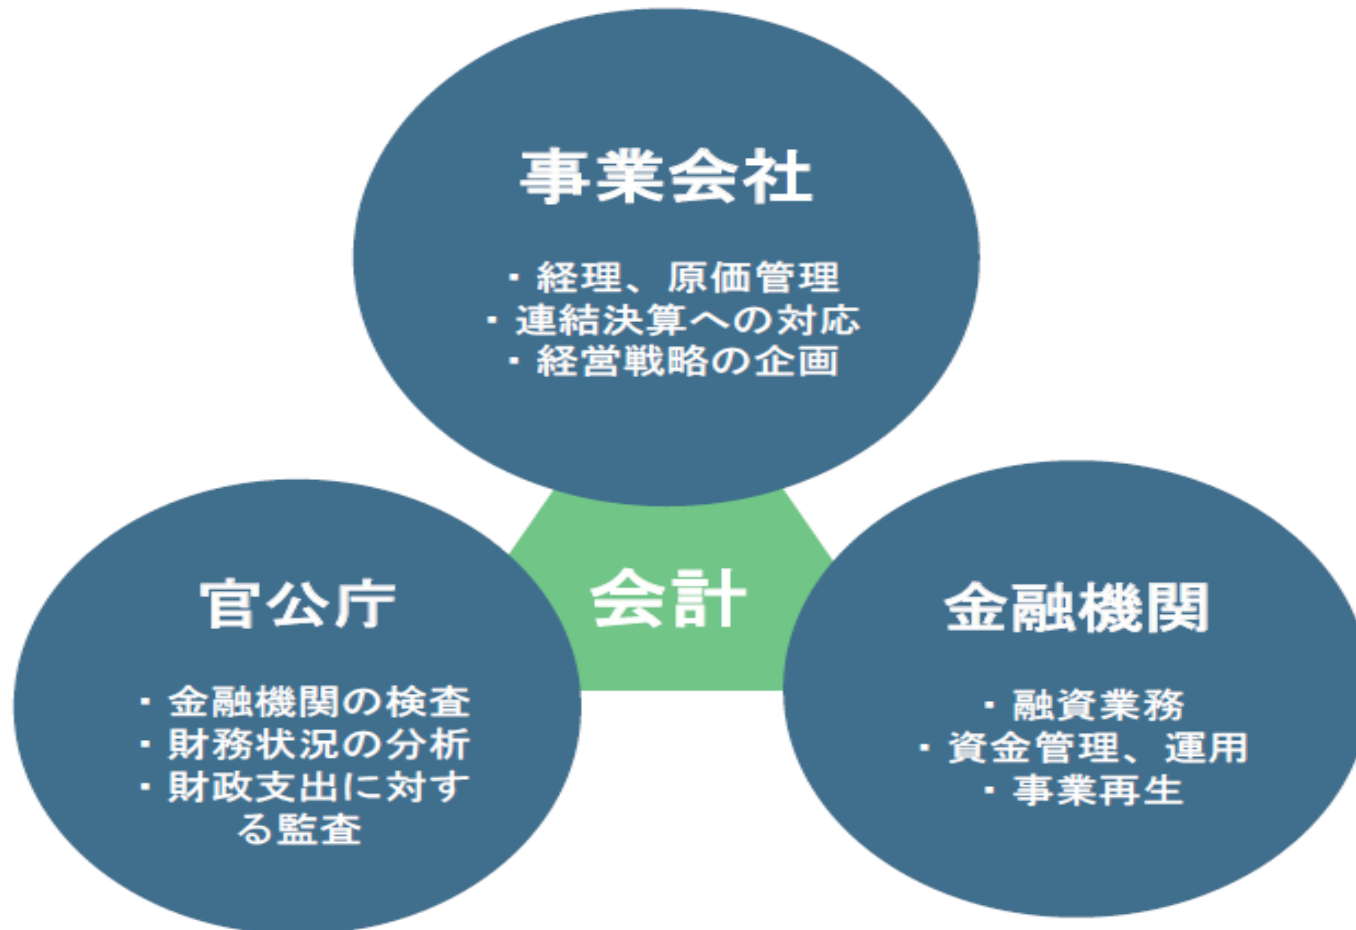 事業会社
・経理、原価管理
・連結決算への対応
・経営戦略の企画
会計
官公庁
・金融機関の検査
・財務状況の分析
・財政支出に対す
る監査
金融機関
・融資業務
・資金管理、運用
・事業再生